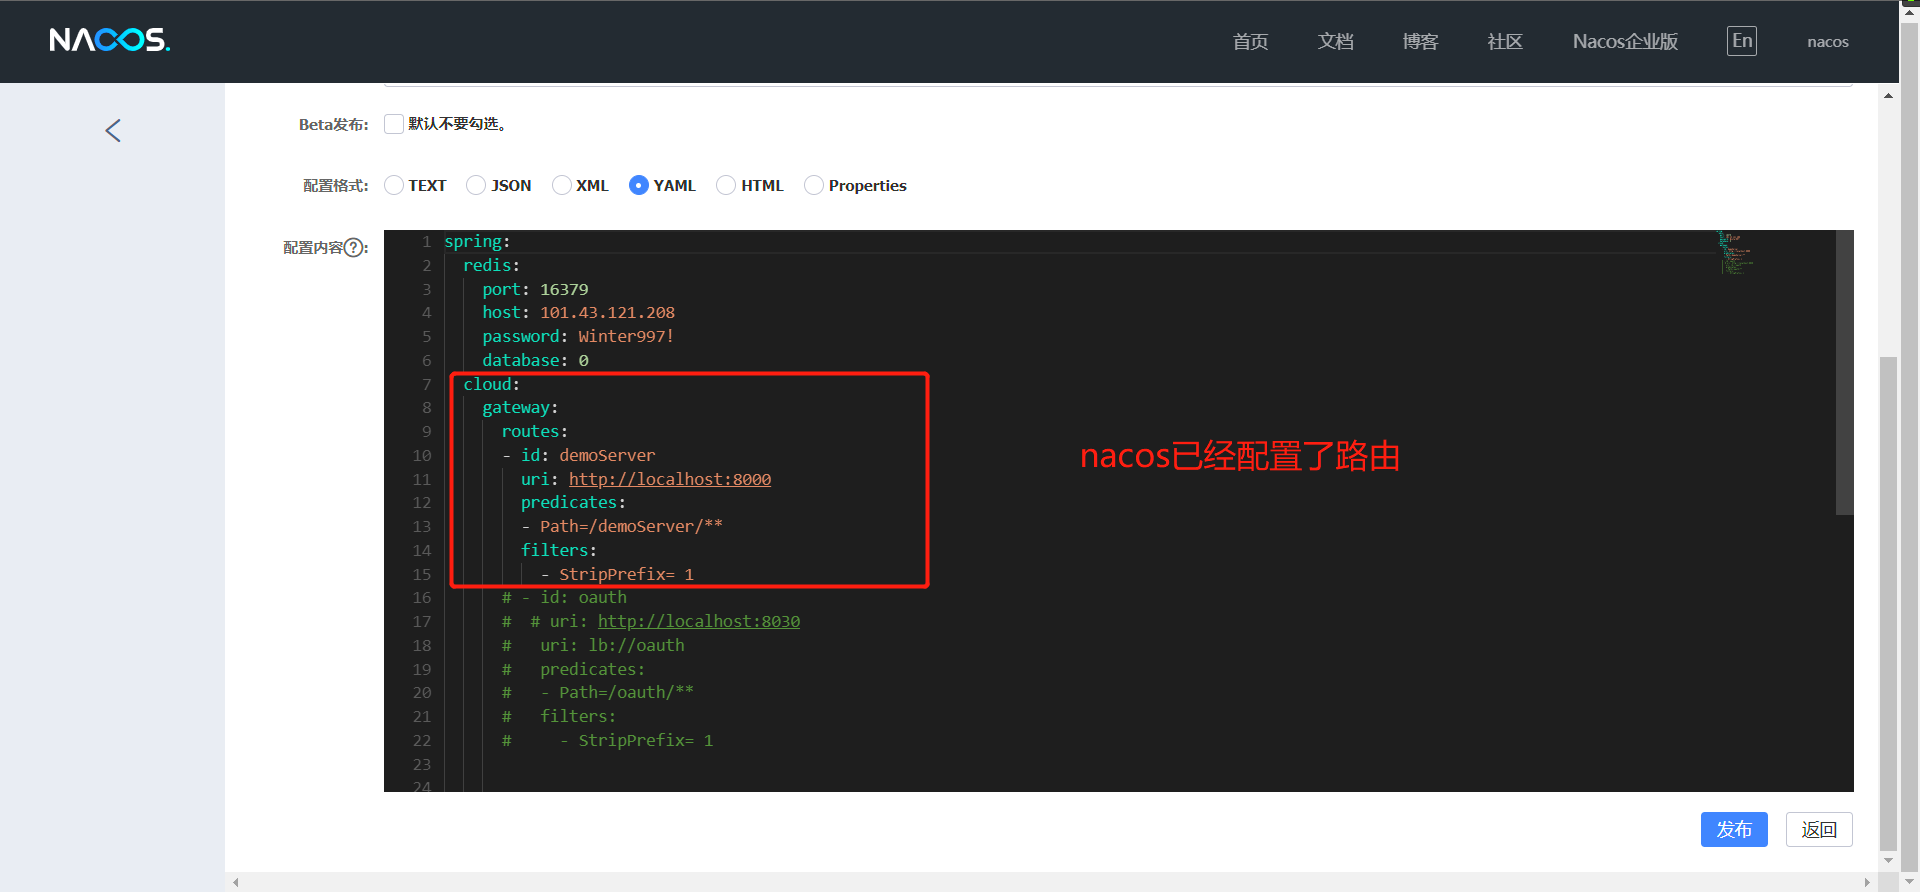 NACOS.
首页 文档 博客 社区 Nacos企业版 En nacos
Beta发布: 默认不要勾选。
配置格式: TEXT JSON XML YAML HTML Properties
配置内容?:
1 spring:
2 redis:
3 port: 16379
4 host: 101.43.121.208
5 password: Winter997!
6 database: 0
7 cloud:
8 gateway:
9 routes:
10 - id: demoServer
11 uri: http://localhost:8000
12 predicates:
13 - Path=/demoServer/**
14 filters:
15 - StripPrefix= 1
16 # - id: oauth
17 # # uri: http://localhost:8030
18 # uri: lb://oauth
19 # predicates:
20 # - Path=/oauth/**
21 # filters:
22 # - StripPrefix= 1
23
24
nacos已经配置了路由
发布 返回